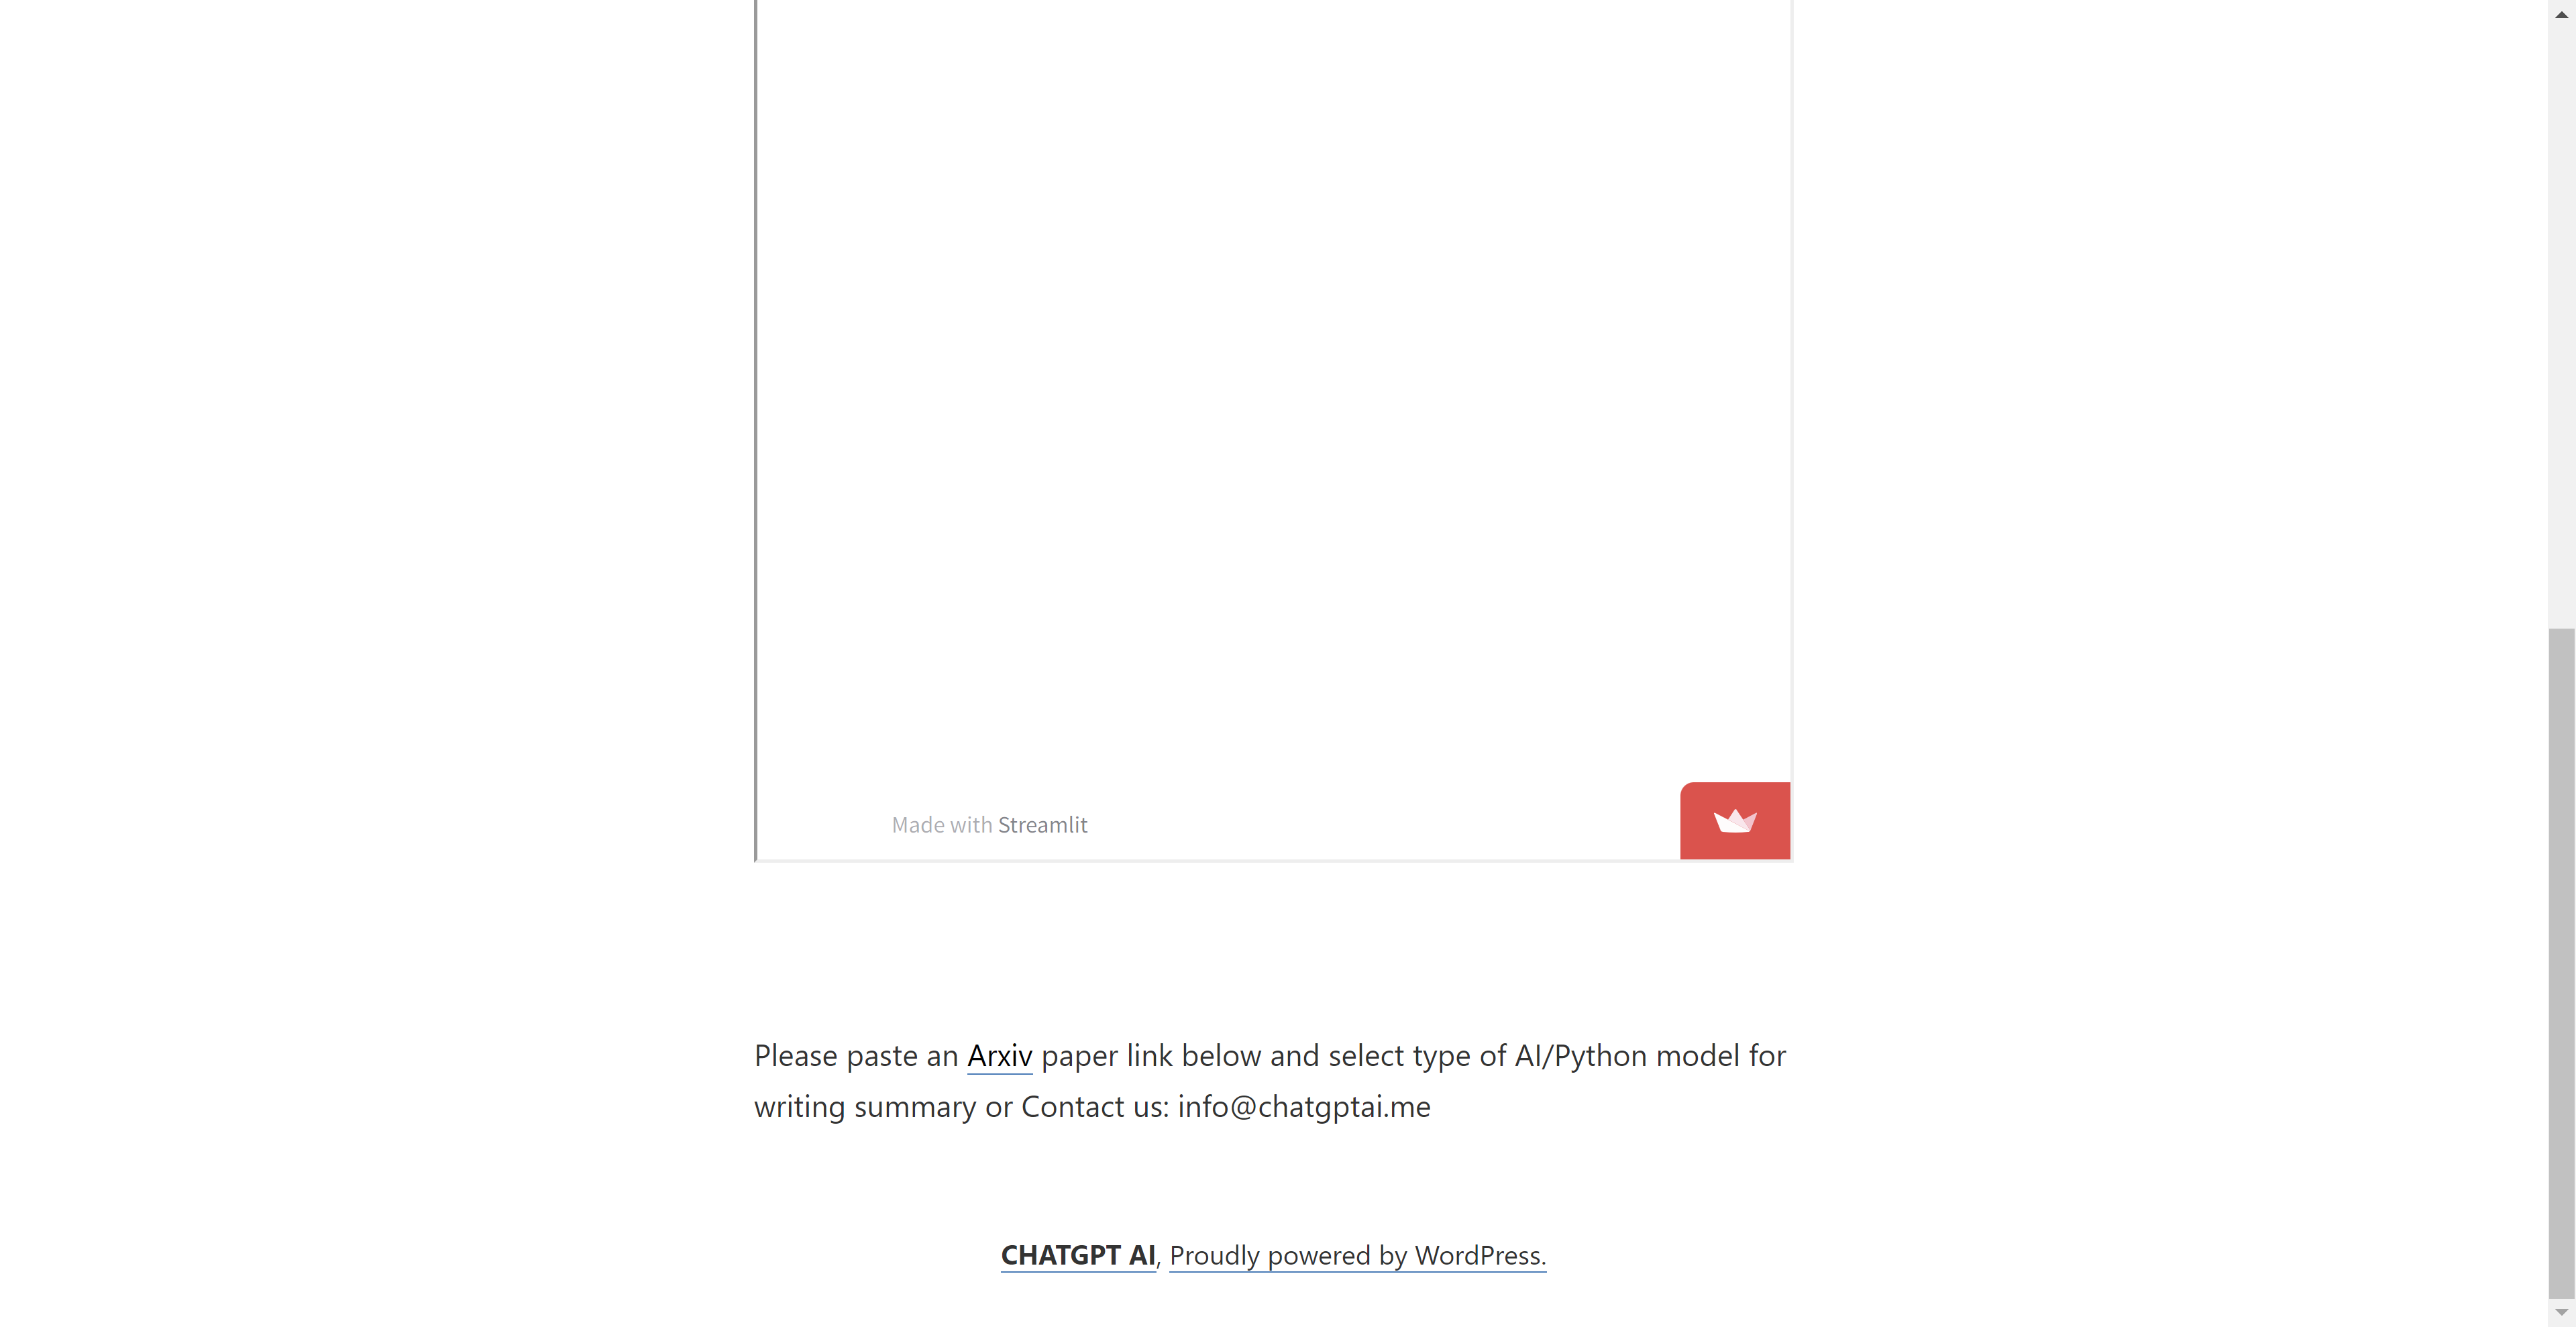 Made with Streamlit
Please paste an Arxiv paper link below and select type of AI/Python model for
writing summary or Contact us: info@chatgptai.me
CHATGPT AI, Proudly powered by WordPress.